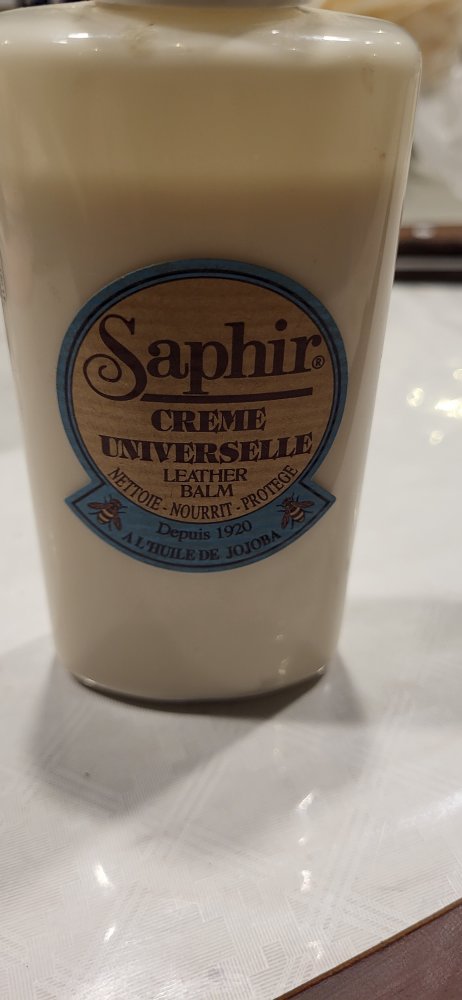 Saphir®
CREME
UNIVERSELLE
LEATHER
BALM
NETTOIE - NOURRIT - PROTEGE
Depuis 1920
A L'HUILE DE JOJOBA